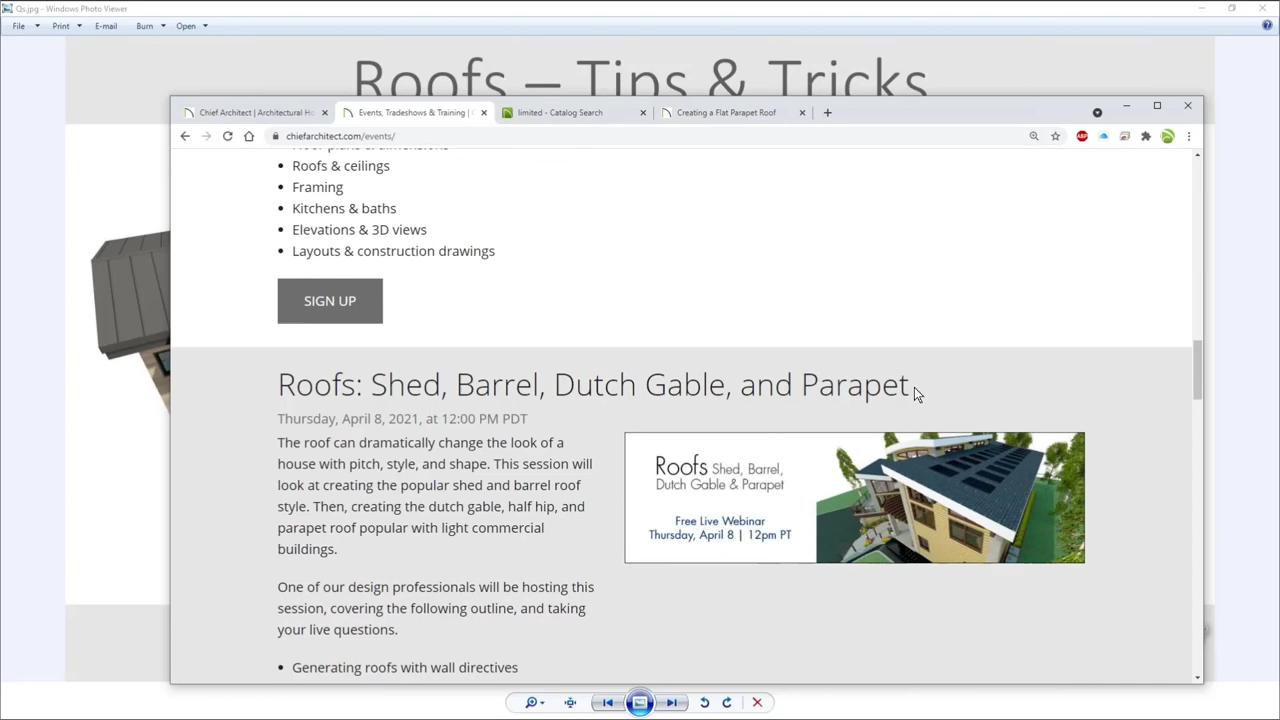 Qs.jpg - Windows Photo Viewer
File Print E-mail Burn Open
Roofs – Tips & Tricks
Chief Architect | Architectural Ho
Events, Tradeshows & Training |
limited - Catalog Search
Creating a Flat Parapet Roof
chiefarchitect.com/events/
• Roofs & ceilings
• Framing
• Kitchens & baths
• Elevations & 3D views
• Layouts & construction drawings
SIGN UP
Roofs: Shed, Barrel, Dutch Gable, and Parapet
Thursday, April 8, 2021, at 12:00 PM PDT
The roof can dramatically change the look of a
house with pitch, style, and shape. This session will
look at creating the popular shed and barrel roof
style. Then, creating the dutch gable, half hip, and
parapet roof popular with light commercial
buildings.
One of our design professionals will be hosting this
session, covering the following outline, and taking
your live questions.
• Generating roofs with wall directives
Roofs Shed, Barrel,
Dutch Gable & Parapet
Free Live Webinar
Thursday, April 8 | 12pm PT
ABP